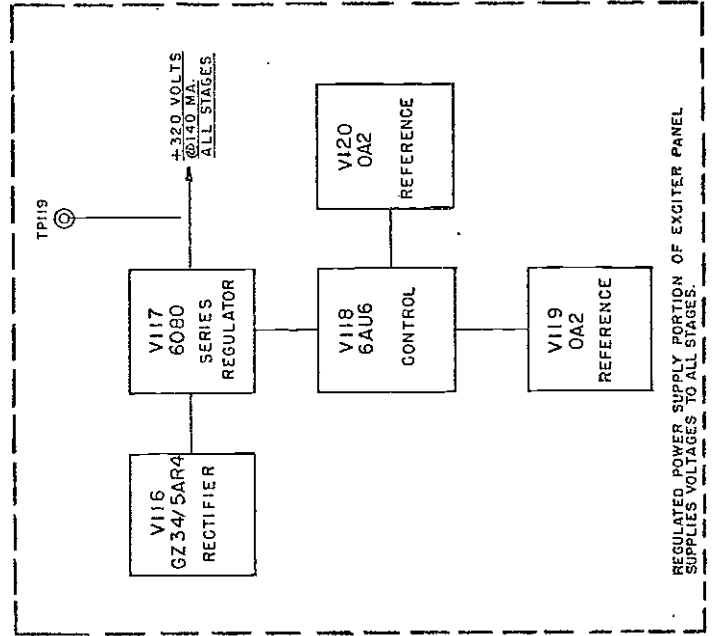 TP119
+320 VOLTS
@140 MA.
ALL STAGES
V116
GZ34/5AR4
RECTIFIER
V117
6080
SERIES
REGULATOR
V118
6AU6
CONTROL
V120
OA2
REFERENCE
V119
OA2
REFERENCE
REGULATED POWER SUPPLY PORTION OF EXCITER PANEL
SUPPLIES VOLTAGES TO ALL STAGES.